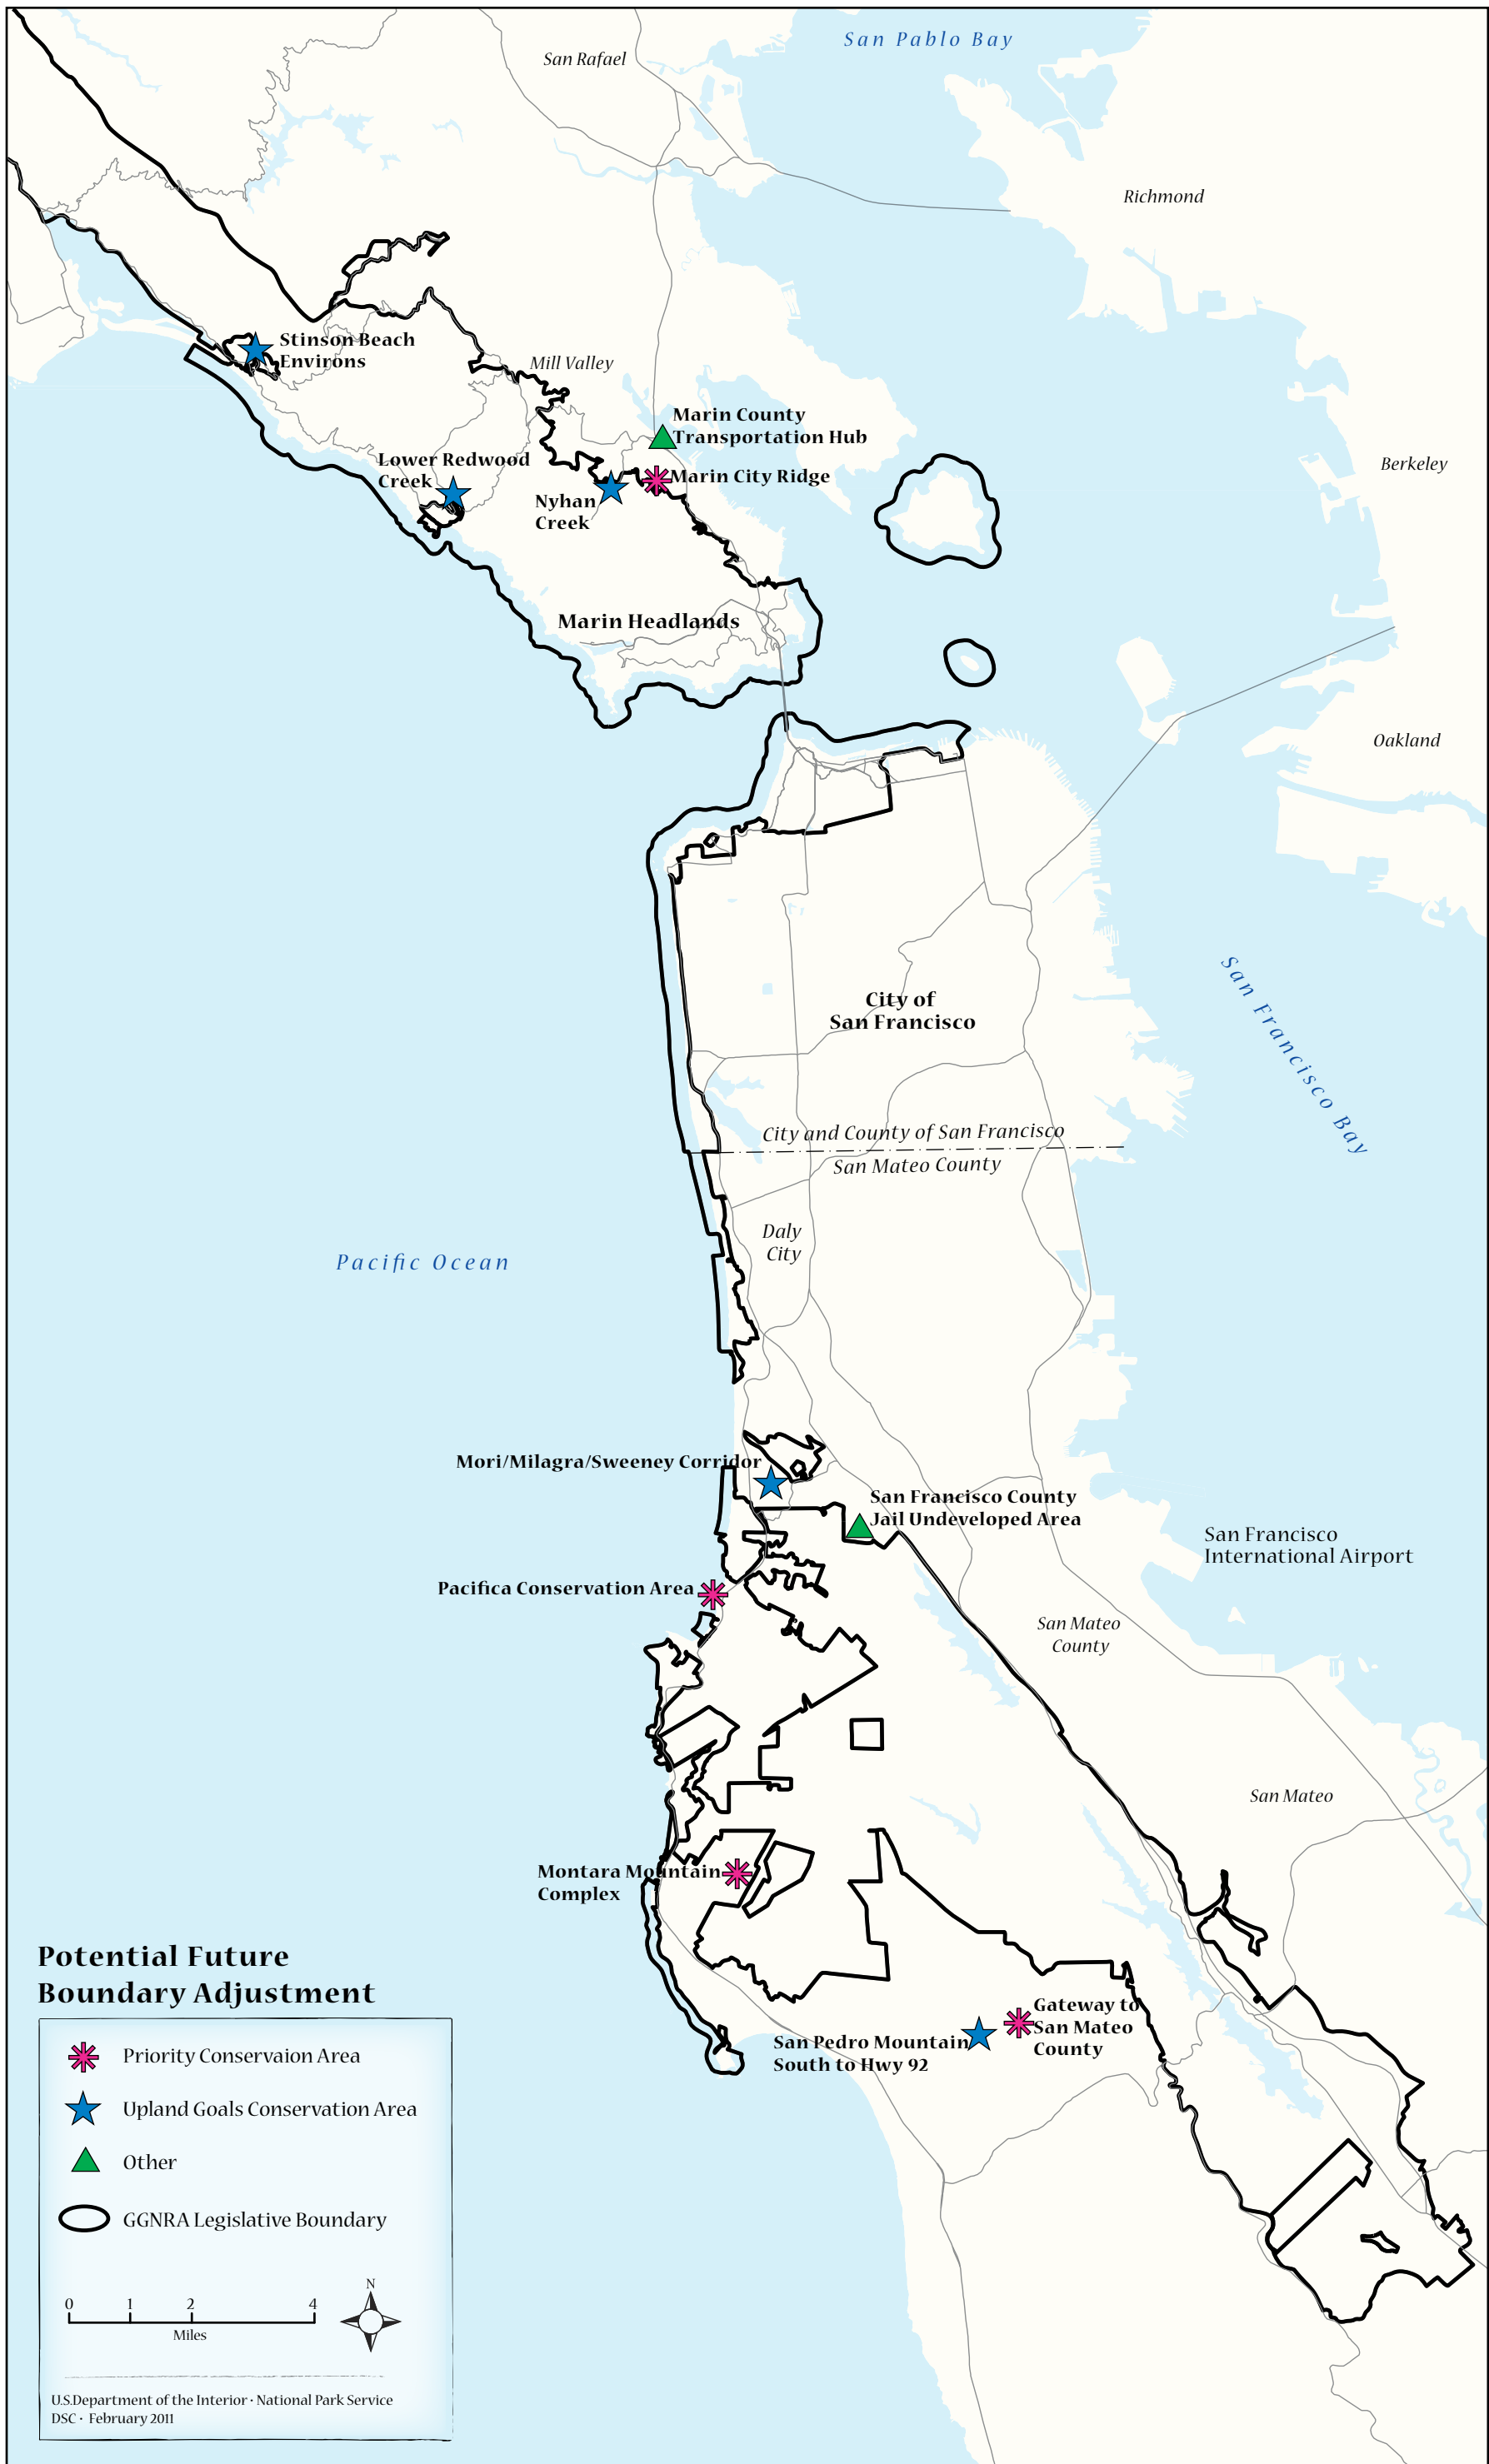 San Pablo Bay
San Rafael
Richmond
Stinson Beach
Environs
Mill Valley
Marin County
Transportation Hub
Lower Redwood
Creek
Berkeley
Marin City Ridge
Nyhan
Creek
Marin Headlands
Oakland
City of
San Francisco
San Francisco Bay
City and County of San Francisco
San Mateo County
Daly
City
Pacific Ocean
Mori/Milagra/Sweeney Corridor
San Francisco County
Jail Undeveloped Area
San Francisco
International Airport
Pacifica Conservation Area
San Mateo
County
San Mateo
Montara Mountain
Complex
Gateway to
San Mateo
County
San Pedro Mountain
South to Hwy 92
Potential Future
Boundary Adjustment
Priority Conservaion Area
Upland Goals Conservation Area
Other
GGNRA Legislative Boundary
N
0 1 2 4
Miles
U.S.Department of the Interior · National Park Service
DSC · February 2011